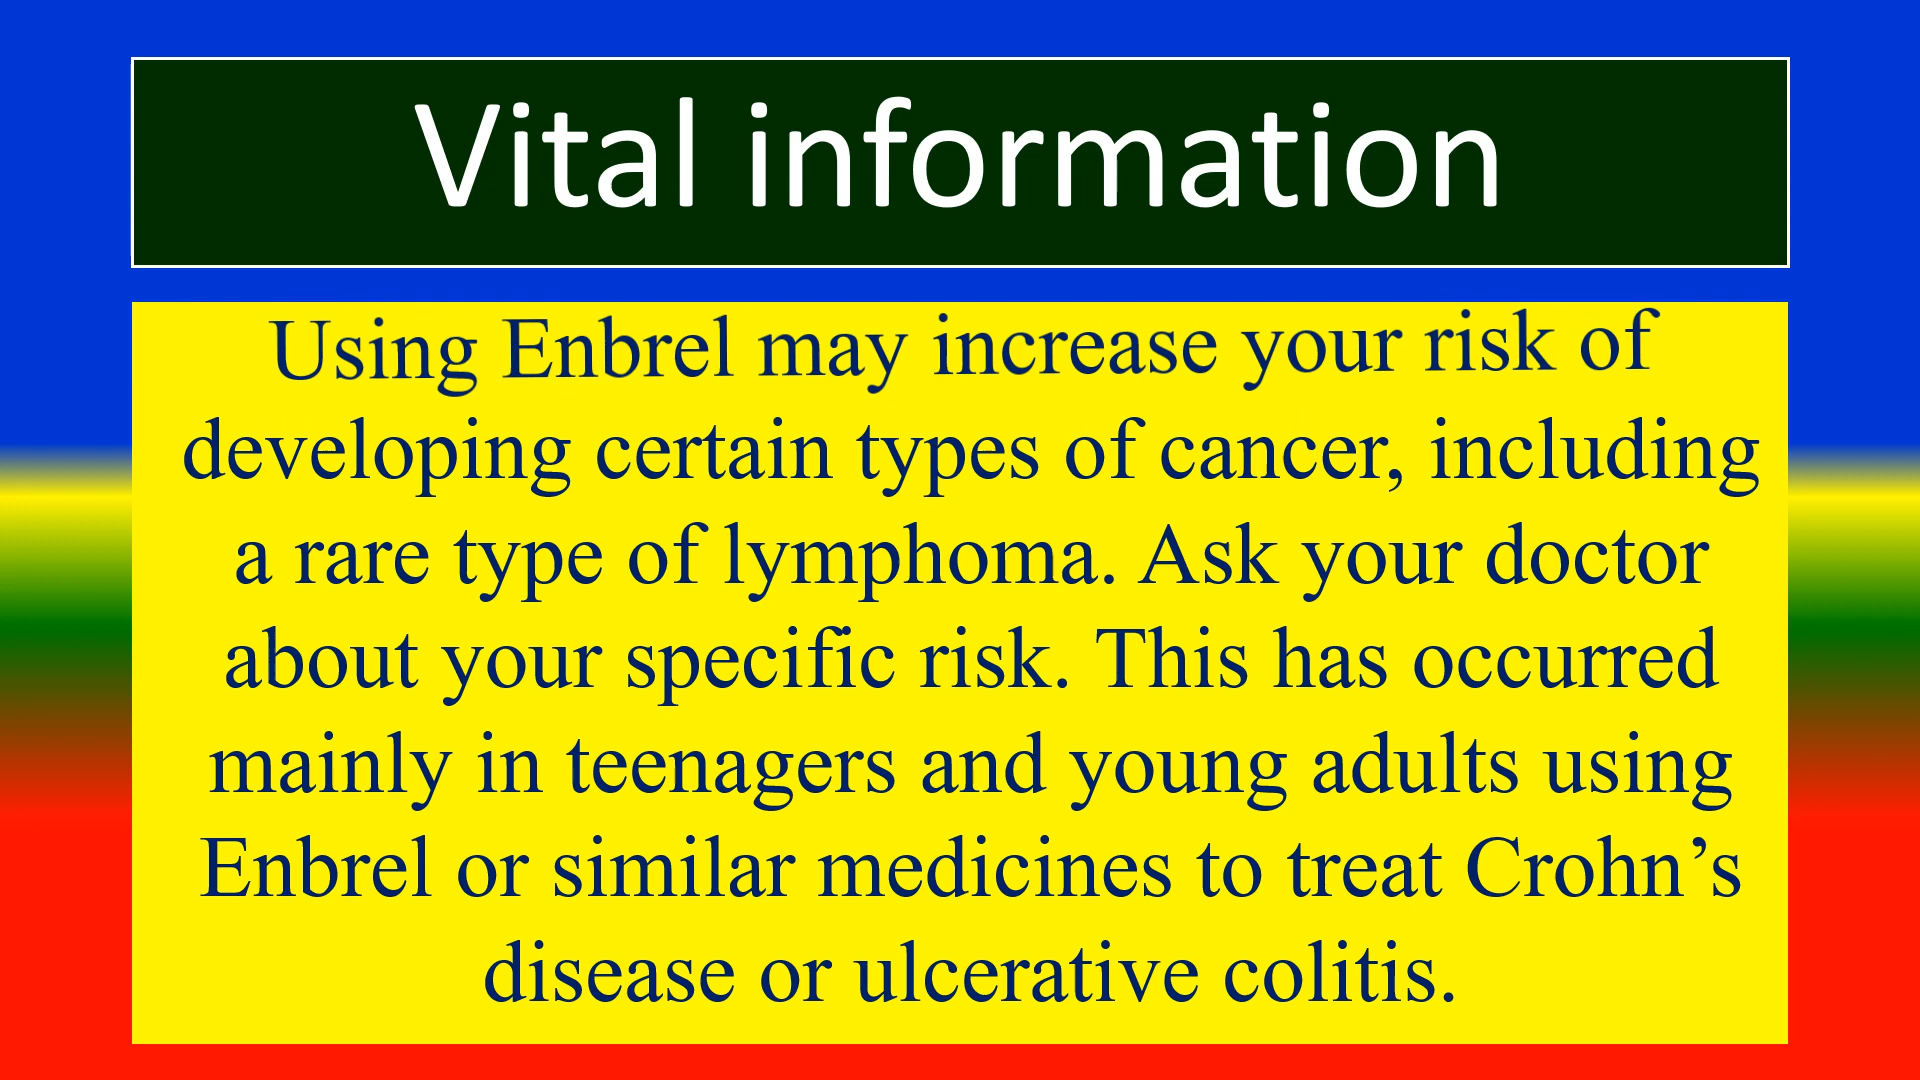 Vital information
Using Enbrel may increase your risk of
developing certain types of cancer, including
a rare type of lymphoma. Ask your doctor
about your specific risk. This has occurred
mainly in teenagers and young adults using
Enbrel or similar medicines to treat Crohn’s
disease or ulcerative colitis.